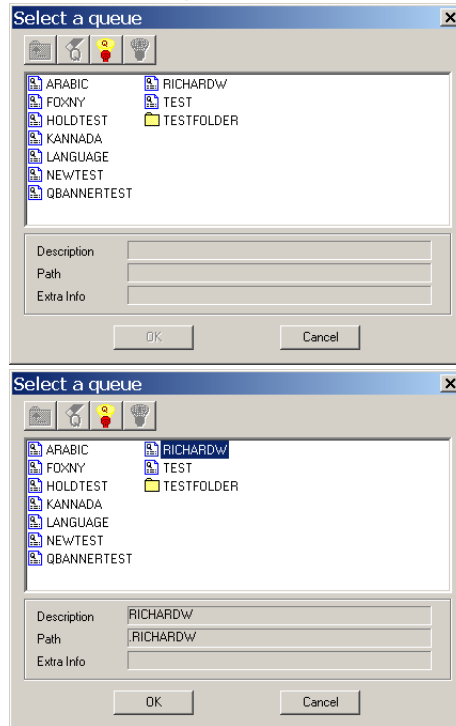 Select a queue
ARABIC RICHARDW
FOXNY TEST
HOLDTEST TESTFOLDER
KANNADA
LANGUAGE
NEWTEST
QBANNERTEST
Description
Path
Extra Info
OK Cancel
Select a queue
ARABIC RICHARDW
FOXNY TEST
HOLDTEST TESTFOLDER
KANNADA
LANGUAGE
NEWTEST
QBANNERTEST
Description RICHARDW
Path .RICHARDW
Extra Info
OK Cancel